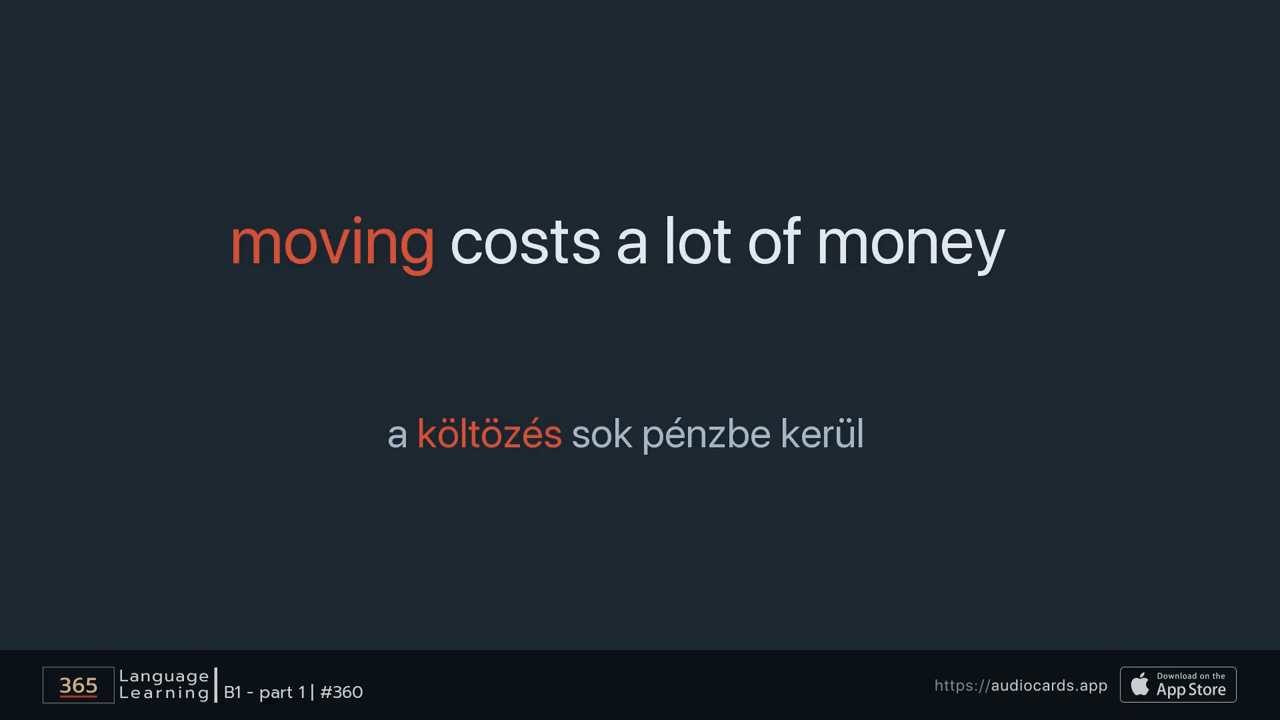 moving costs a lot of money
a költözés sok pénzbe kerül
365
Language
Learning
B1 - part 1 | #360
https://audiocards.app
Download on the
App Store